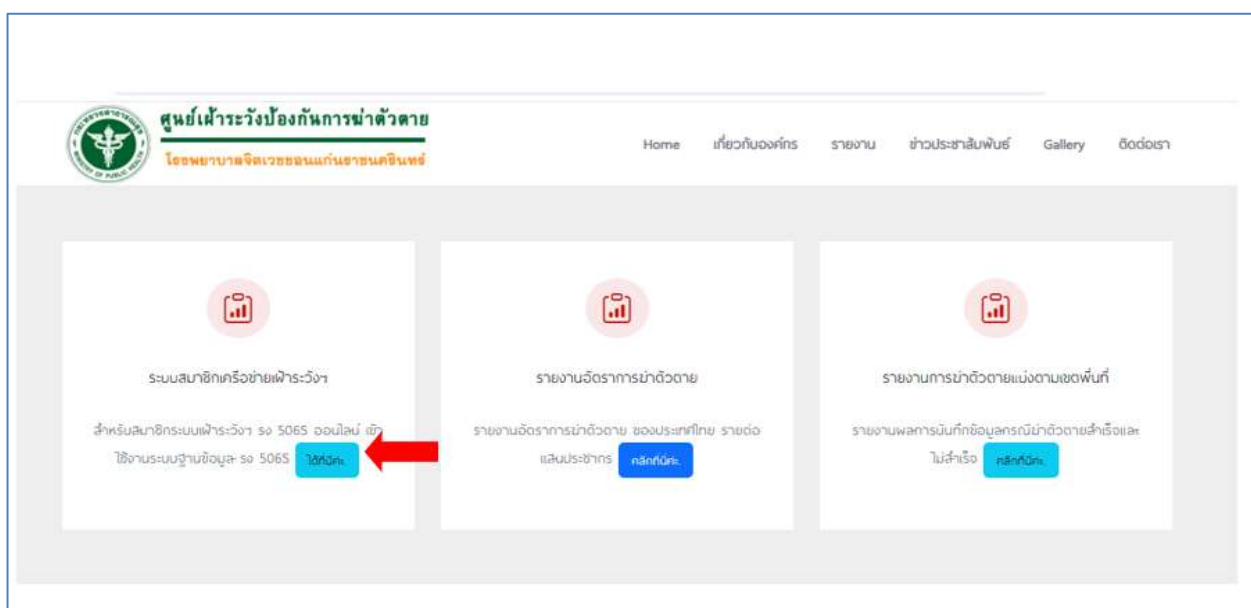 ศูนย์เฝ้าระวังป้องกันการฆ่าตัวตาย
โรงพยาบาลจิตเวชขอนแก่นราชนครินทร์
Home เกี่ยวกับองค์กร รายงาน ข่าวประชาสัมพันธ์ Gallery ติดต่อเรา
ระบบสมาชิกเครือข่ายเฝ้าระวังฯ
สำหรับสมาชิกระบบเฝ้าระวังฯ รง 506S ออนไลน์ เข้า
ใช้งานระบบฐานข้อมูล รง 506S ได้ที่นี่ค่ะ.
รายงานอัตราการฆ่าตัวตาย
รายงานอัตราการฆ่าตัวตาย ของประเทศไทย รายต่อ
แสนประชากร คลิกที่นี่ค่ะ.
รายงานการฆ่าตัวตายแบ่งตามเขตพื้นที่
รายงานผลการบันทึกข้อมูลกรณีฆ่าตัวตายสำเร็จและ
ไม่สำเร็จ คลิกที่นี่ค่ะ.